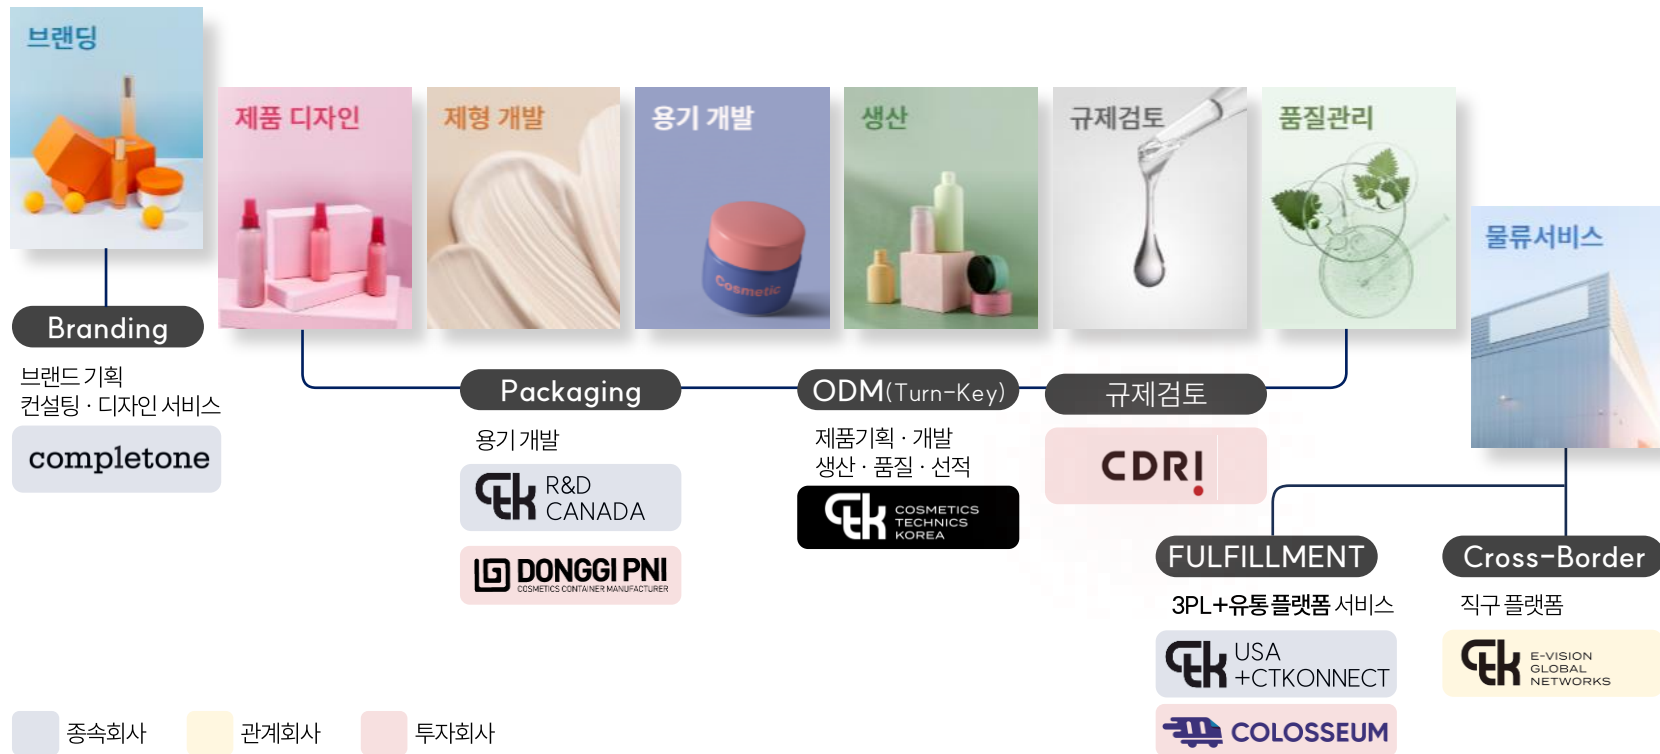 브랜딩
제품 디자인
제형 개발
용기 개발
생산
규제검토
품질관리
물류서비스
Cosmetic
Branding
브랜드 기획
컨설팅 · 디자인 서비스
completone
Packaging
용기 개발
CTK R&D
CANADA
DONGGI PNI
COSMETICS CONTAINER MANUFACTURER
ODM(Turn-Key)
제품기획 · 개발
생산 · 품질 · 선적
CTK COSMETICS
TECHNICS
KOREA
규제검토
CDRI
FULFILLMENT
3PL+유통 플랫폼 서비스
CTK USA
+CTKONNECT
COLOSSEUM
Cross-Border
직구 플랫폼
CTK E-VISION
GLOBAL
NETWORKS
종속회사
관계회사
투자회사